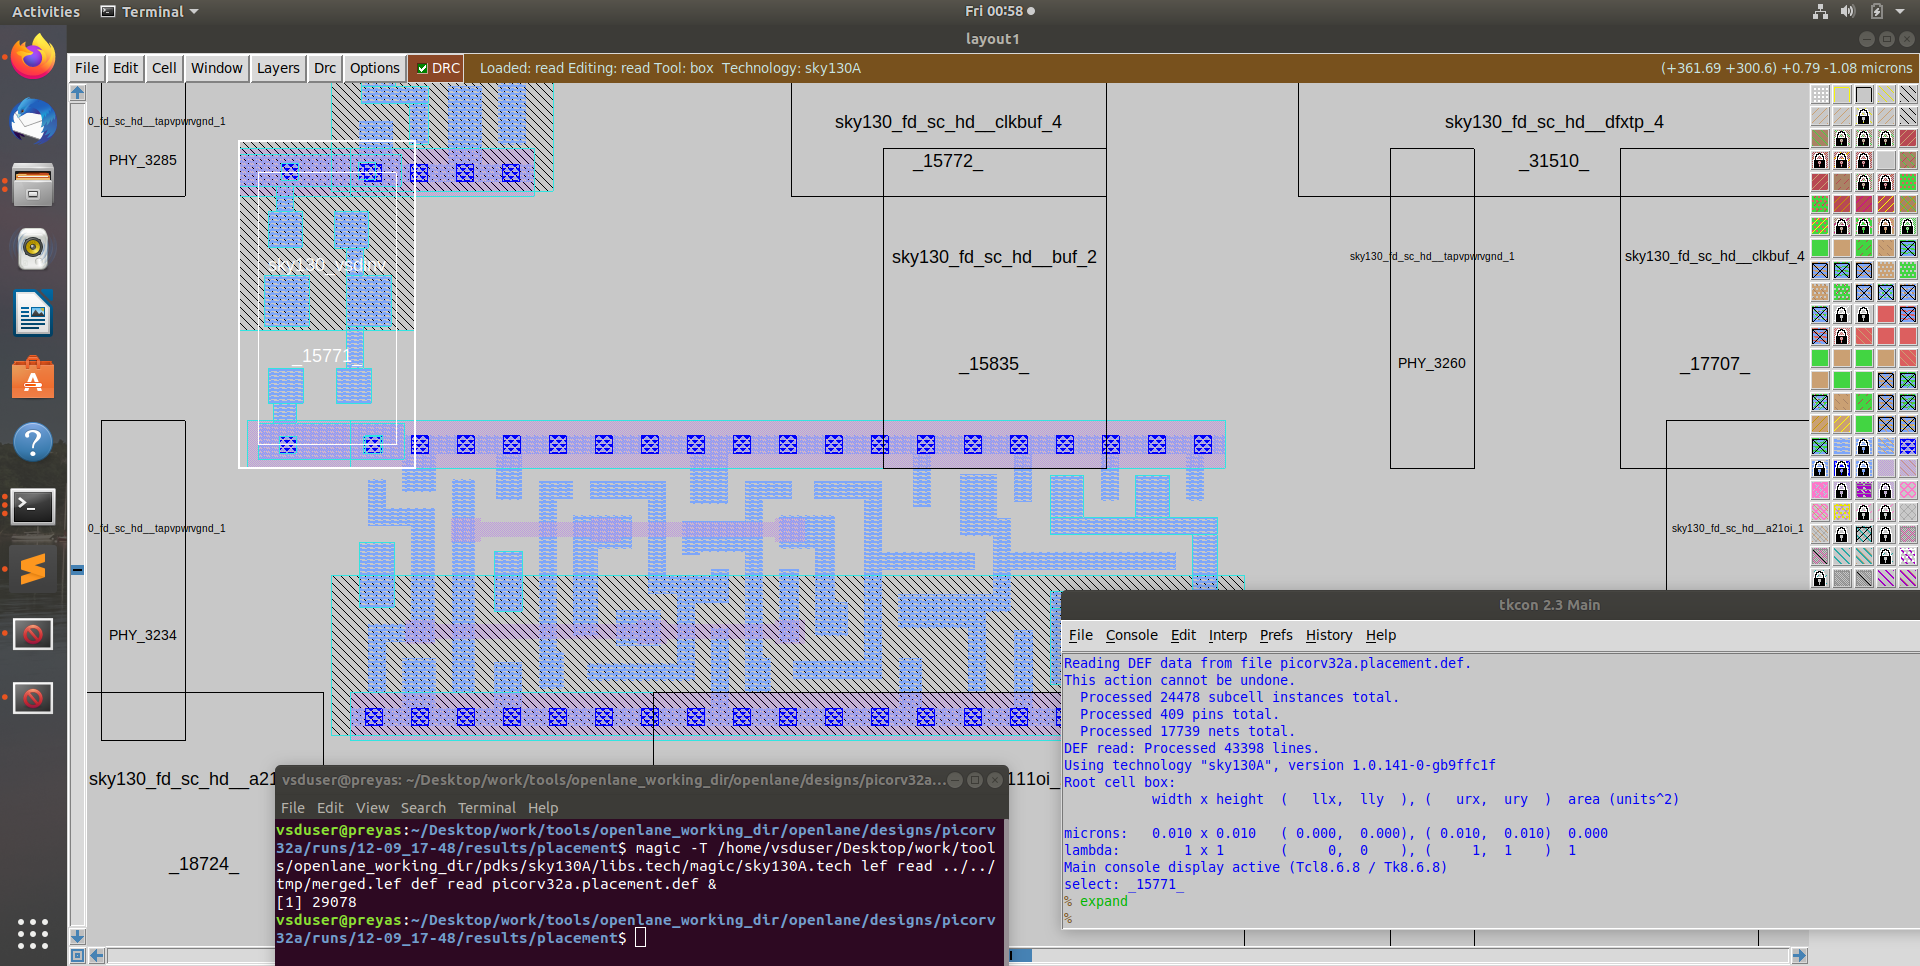 Activities
Terminal
Fri 00:58
layout1
File Edit Cell Window Layers Drc Options DRC Loaded: read Editing: read Tool: box Technology: sky130A (+361.69 +300.6) +0.79 -1.08 microns
0_fd_sc_hd__tapvpwrvgnd_1
PHY_3285
sky130_fd_sc_hd__clkbuf_4
_15772_
sky130_fd_sc_hd__dfxtp_4
_31510_
sky130_vsdinv
_15771_
sky130_fd_sc_hd__buf_2
_15835_
sky130_fd_sc_hd__tapvpwrvgnd_1
PHY_3260
sky130_fd_sc_hd__clkbuf_4
_17707_
0_fd_sc_hd__tapvpwrvgnd_1
PHY_3234
sky130_fd_sc_hd__a21oi_1
sky130_fd_sc_hd__a21
111oi_
_18724_
vsduser@preyas: ~/Desktop/work/tools/openlane_working_dir/openlane/designs/picorv32a...
File Edit View Search Terminal Help
vsduser@preyas:~/Desktop/work/tools/openlane_working_dir/openlane/designs/picorv
32a/runs/12-09_17-48/results/placement$ magic -T /home/vsduser/Desktop/work/tool
s/openlane_working_dir/pdks/sky130A/libs.tech/magic/sky130A.tech lef read ../../
tmp/merged.lef def read picorv32a.placement.def &
[1] 29078
vsduser@preyas:~/Desktop/work/tools/openlane_working_dir/openlane/designs/picorv
32a/runs/12-09_17-48/results/placement$
tkcon 2.3 Main
File Console Edit Interp Prefs History Help
Reading DEF data from file picorv32a.placement.def.
This action cannot be undone.
Processed 24478 subcell instances total.
Processed 409 pins total.
Processed 17739 nets total.
DEF read: Processed 43398 lines.
Using technology "sky130A", version 1.0.141-0-gb9ffc1f
Root cell box:
width x height ( llx, lly ), ( urx, ury ) area (units^2)
microns: 0.010 x 0.010 ( 0.000, 0.000), ( 0.010, 0.010) 0.000
lambda: 1 x 1 ( 0, 0 ), ( 1, 1 ) 1
Main console display active (Tcl8.6.8 / Tk8.6.8)
select: _15771_
% expand
%